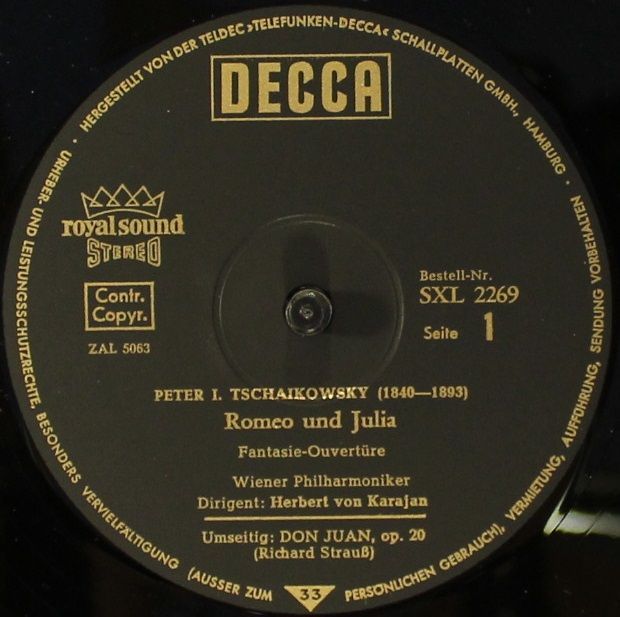 · HERGESTELLT VON DER TELDEC »TELEFUNKEN-DECCA« SCHALLPLATTEN GMBH., HAMBURG ·
URHEBER- UND LEISTUNGSSCHUTZRECHTE, BESONDERS VERVIELFÄLTIGUNG (AUSSER ZUM PERSÖNLICHEN GEBRAUCH), VERMIETUNG, AUFFÜHRUNG, SENDUNG VORBEHALTEN
DECCA
royal sound
STEREO
Contr.
Copyr.
ZAL 5063
Bestell-Nr.
SXL 2269
Seite 1
PETER I. TSCHAIKOWSKY (1840—1893)
Romeo und Julia
Fantasie-Ouvertüre
Wiener Philharmoniker
Dirigent: Herbert von Karajan
Umseitig: DON JUAN, op. 20
(Richard Strauß)
33